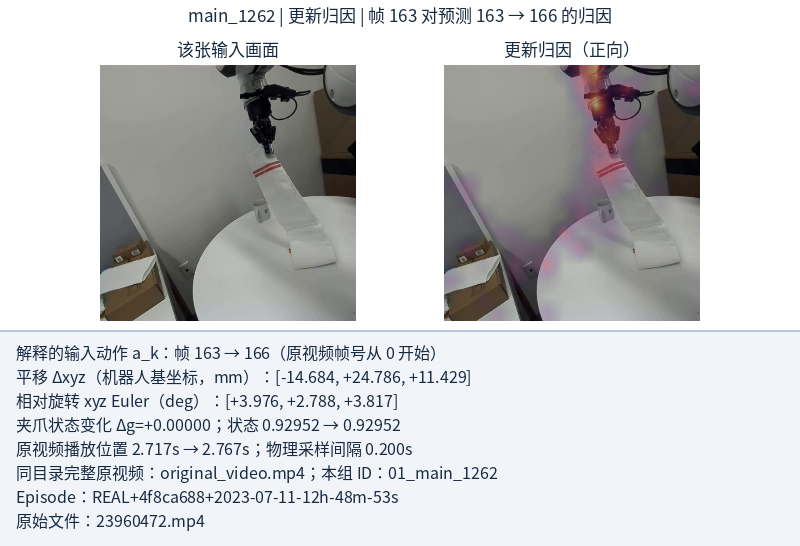 main_1262 | 更新归因 | 帧 163 对预测 163 → 166 的归因
该张输入画面
更新归因（正向）
解释的输入动作 a_k：帧 163 → 166（原视频帧号从 0 开始）
平移 Δxyz（机器人基坐标，mm）：[-14.684, +24.786, +11.429]
相对旋转 xyz Euler（deg）：[+3.976, +2.788, +3.817]
夹爪状态变化 Δg=+0.00000；状态 0.92952 → 0.92952
原视频播放位置 2.717s → 2.767s；物理采样间隔 0.200s
同目录完整原视频：original_video.mp4；本组 ID：01_main_1262
Episode：REAL+4f8ca688+2023-07-11-12h-48m-53s
原始文件：23960472.mp4